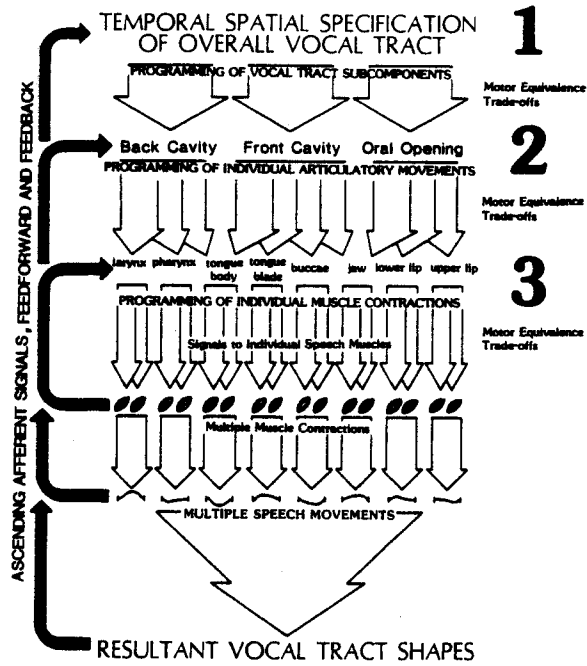 TEMPORAL SPATIAL SPECIFICATION
OF OVERALL VOCAL TRACT
1
PROGRAMMING OF VOCAL TRACT SUBCOMPONENTS
Motor Equivalence
Trade-offs
Back Cavity Front Cavity Oral Opening
2
PROGRAMMING OF INDIVIDUAL ARTICULATORY MOVEMENTS
Motor Equivalence
Trade-offs
larynx pharynx tongue body tongue blade buccae jaw lower lip upper lip
3
PROGRAMMING OF INDIVIDUAL MUSCLE CONTRACTIONS
Motor Equivalence
Trade-offs
Signals to Individual Speech Muscles
Multiple Muscle Contractions
MULTIPLE SPEECH MOVEMENTS
RESULTANT VOCAL TRACT SHAPES
ASCENDING AFFERENT SIGNALS, FEEDFORWARD AND FEEDBACK